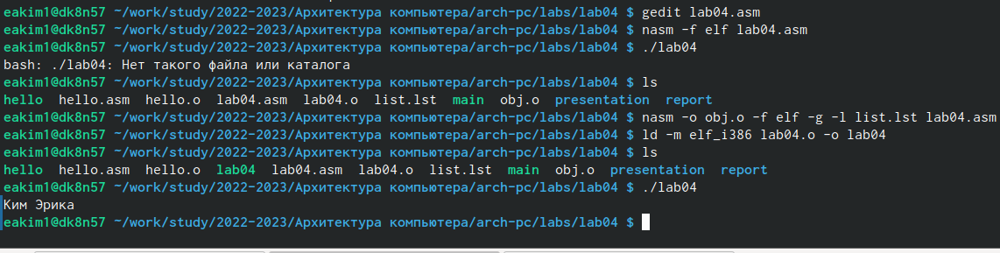 eakim1@dk8n57 ~/work/study/2022-2023/Архитектура компьютера/arch-pc/labs/lab04 $ gedit lab04.asm
eakim1@dk8n57 ~/work/study/2022-2023/Архитектура компьютера/arch-pc/labs/lab04 $ nasm -f elf lab04.asm
eakim1@dk8n57 ~/work/study/2022-2023/Архитектура компьютера/arch-pc/labs/lab04 $ ./lab04
bash: ./lab04: Нет такого файла или каталога
eakim1@dk8n57 ~/work/study/2022-2023/Архитектура компьютера/arch-pc/labs/lab04 $ ls
hello  hello.asm  hello.o  lab04.asm  lab04.o  list.lst  main  obj.o  presentation  report
eakim1@dk8n57 ~/work/study/2022-2023/Архитектура компьютера/arch-pc/labs/lab04 $ nasm -o obj.o -f elf -g -l list.lst lab04.asm
eakim1@dk8n57 ~/work/study/2022-2023/Архитектура компьютера/arch-pc/labs/lab04 $ ld -m elf_i386 lab04.o -o lab04
eakim1@dk8n57 ~/work/study/2022-2023/Архитектура компьютера/arch-pc/labs/lab04 $ ls
hello  hello.asm  hello.o  lab04  lab04.asm  lab04.o  list.lst  main  obj.o  presentation  report
eakim1@dk8n57 ~/work/study/2022-2023/Архитектура компьютера/arch-pc/labs/lab04 $ ./lab04
Ким Эрика
eakim1@dk8n57 ~/work/study/2022-2023/Архитектура компьютера/arch-pc/labs/lab04 $